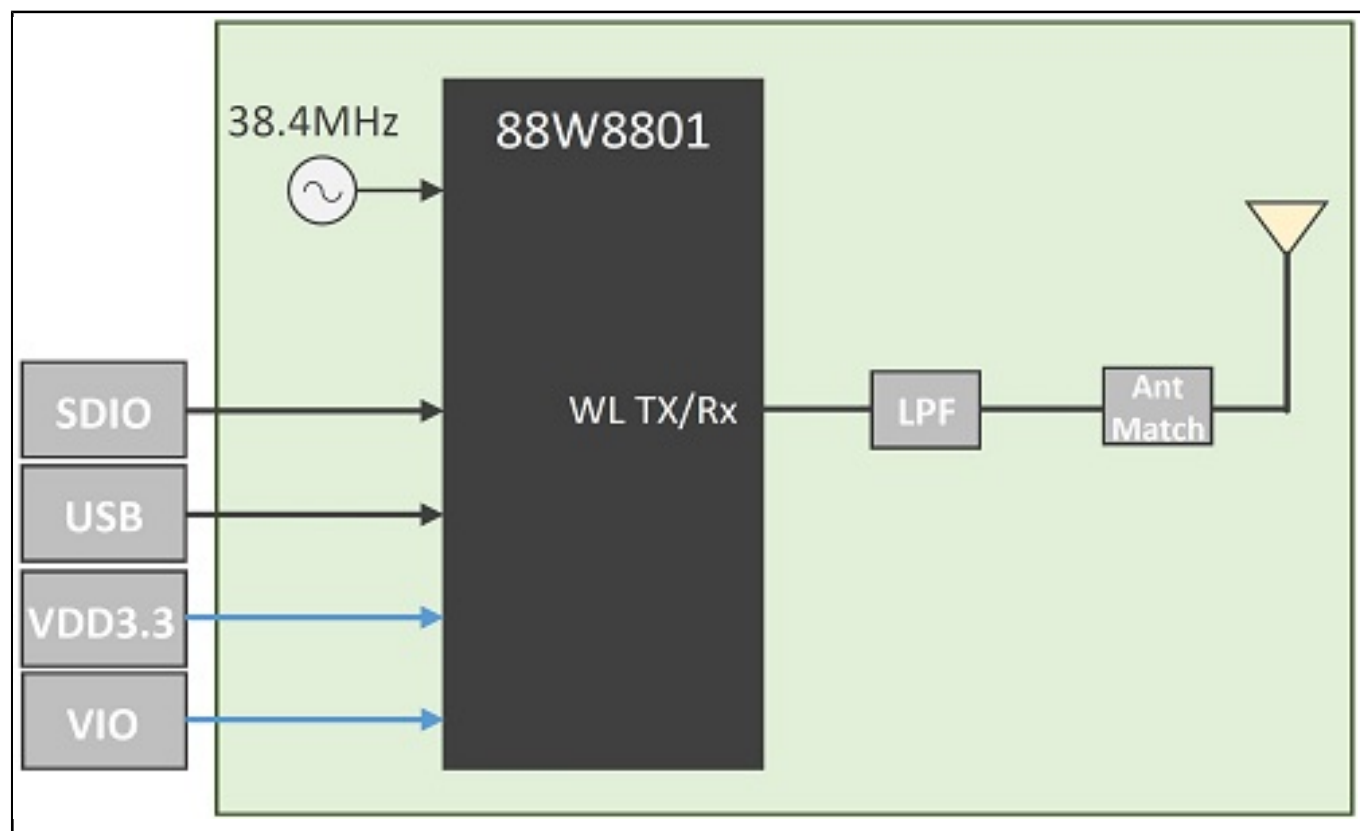 38.4MHz
88W8801
SDIO
WL TX/Rx
LPF
Ant
Match
USB
VDD3.3
VIO